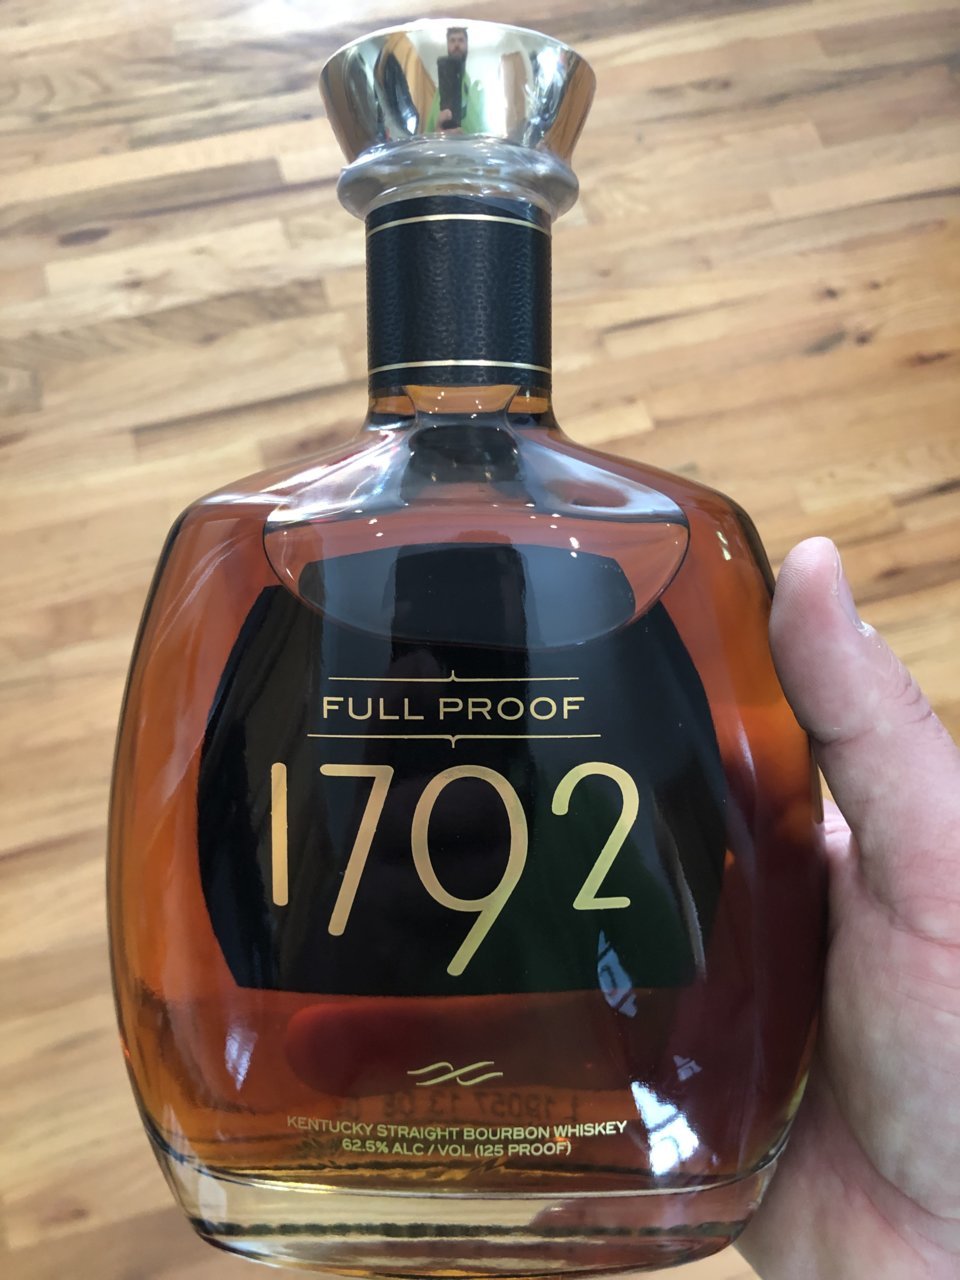 FULL PROOF
1792
KENTUCKY STRAIGHT BOURBON WHISKEY
62.5% ALC / VOL (125 PROOF)